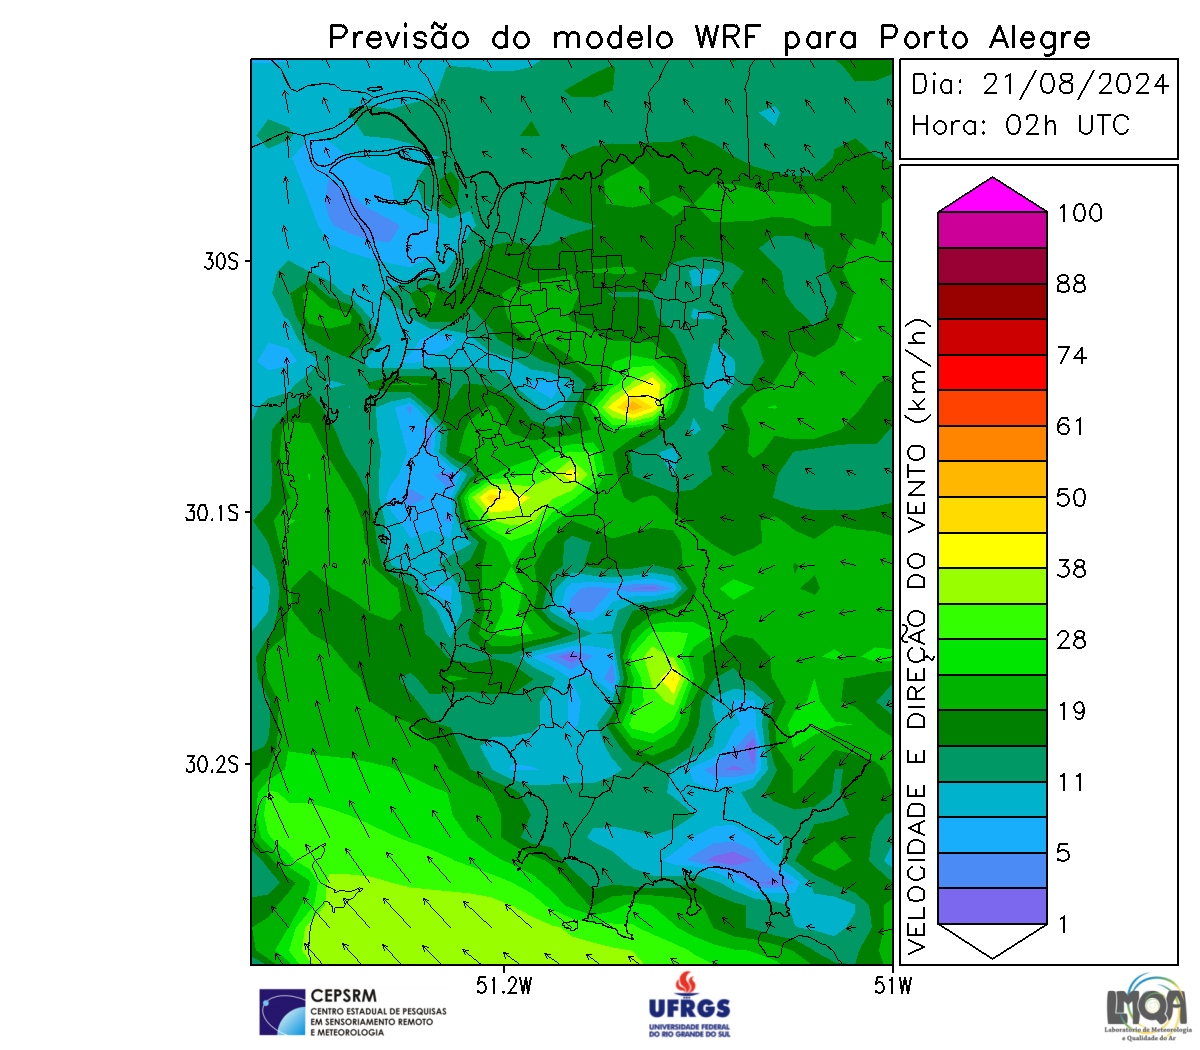 Previsão do modelo WRF para Porto Alegre
Dia: 21/08/2024
Hora: 02h UTC
30S
30.1S
30.2S
51.2W
51W
100
88
74
61
50
38
28
19
11
5
1
VELOCIDADE E DIREÇÃO DO VENTO (km/h)
CEPSRM
CENTRO ESTADUAL DE PESQUISAS
EM SENSORIAMENTO REMOTO
E METEOROLOGIA
UFRGS
UNIVERSIDADE FEDERAL
DO RIO GRANDE DO SUL
LMQA
Laboratório de Meteorologia
e Qualidade do Ar